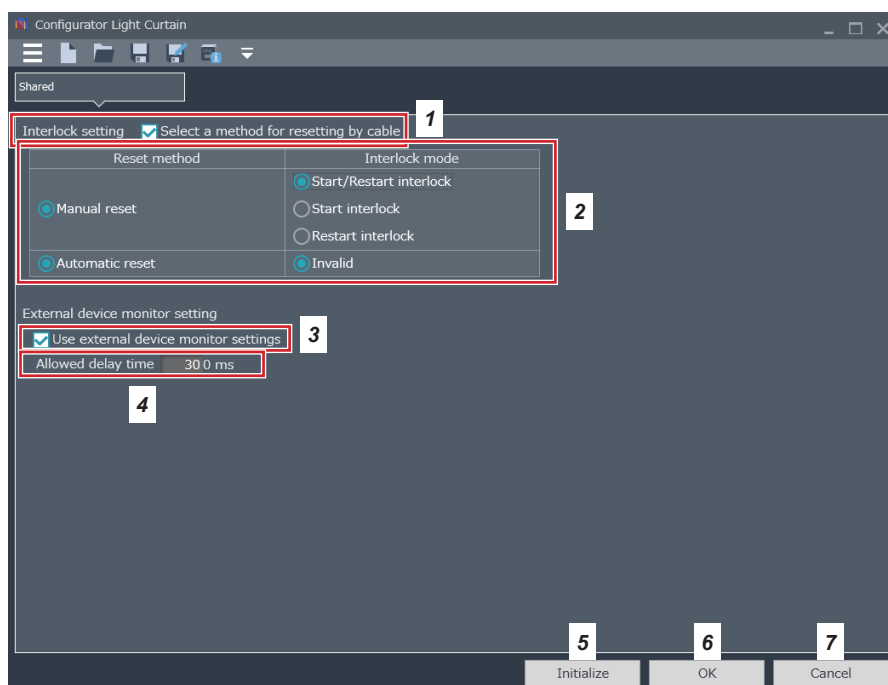 Configurator Light Curtain
Shared
1
Interlock setting Select a method for resetting by cable
Reset method Interlock mode
Start/Restart interlock
Manual reset Start interlock 2
Restart interlock
Automatic reset Invalid
External device monitor setting
Use external device monitor settings 3
Allowed delay time 30 0 ms
4
5 6 7
Initialize OK Cancel